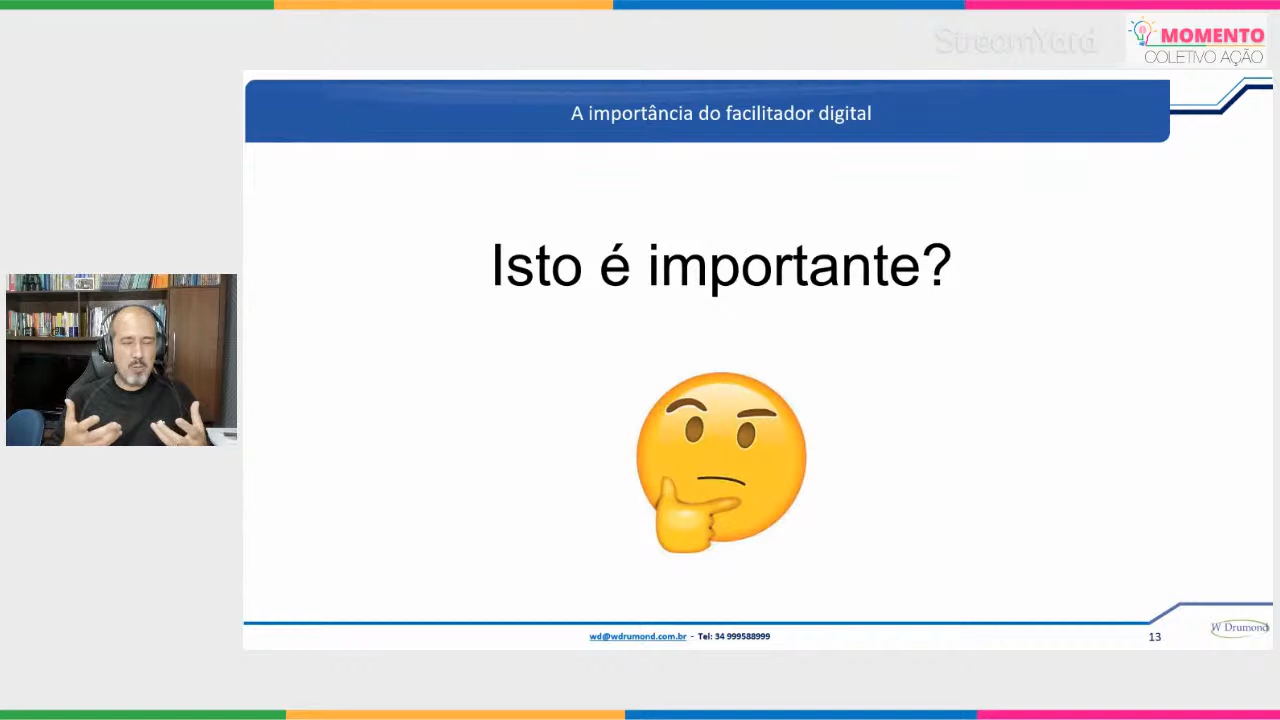 StreamYard
MOMENTO
COLETIVO AÇÃO
A importância do facilitador digital
Isto é importante?
wd@wdrumond.com.br - Tel: 34 999588999
13
W Drumond